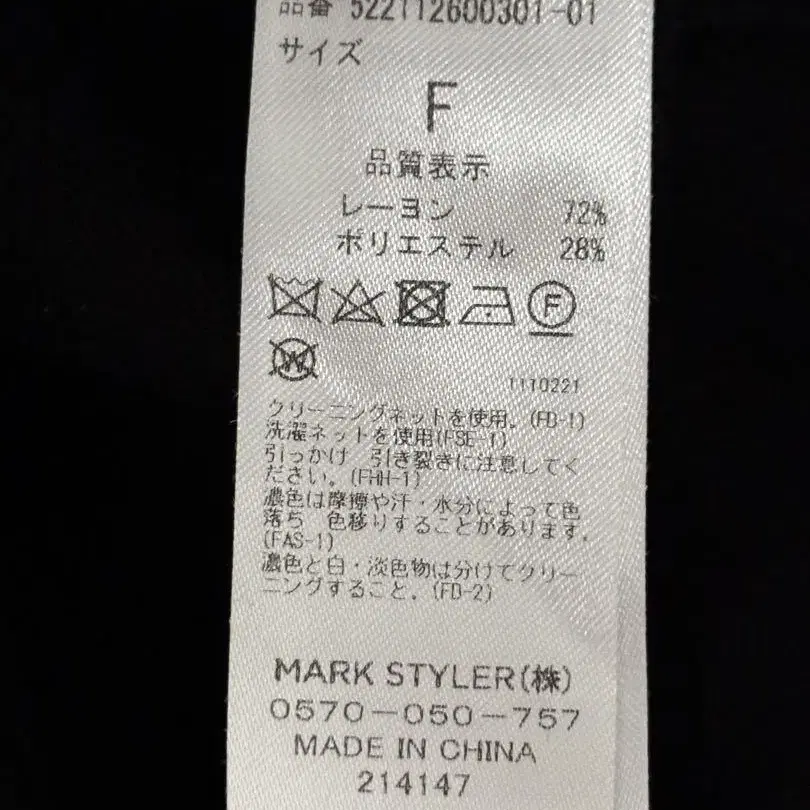 品番 522112600301-01
サイズ
F
品質表示
レーヨン 72%
ポリエステル 28%
F
W
1110221
クリーニングネットを使用。(FD-1)
洗濯ネットを使用(FSE-1)
引っかけ 引き裂きに注意してく
ださい。(FHH-1)
濃色は摩擦や汗・水分によって色
落ち 色移りすることがあります。
(FAS-1)
濃色と白・淡色物は分けてクリー
ニングすること。(FD-2)
MARK STYLER(株)
0570-050-757
MADE IN CHINA
214147